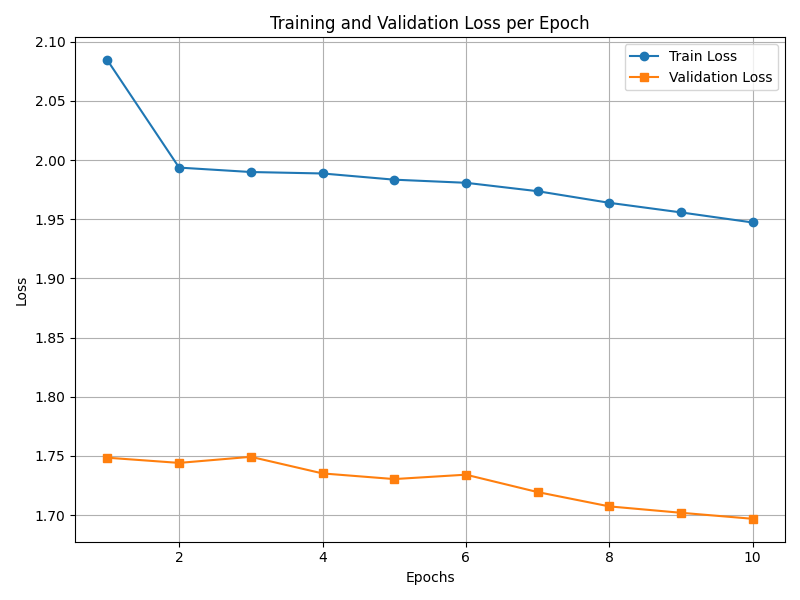 Training and Validation Loss per Epoch
Train Loss
Validation Loss
2.10
2.05
2.00
1.95
1.90
1.85
1.80
1.75
1.70
Loss
2 4 6 8 10
Epochs